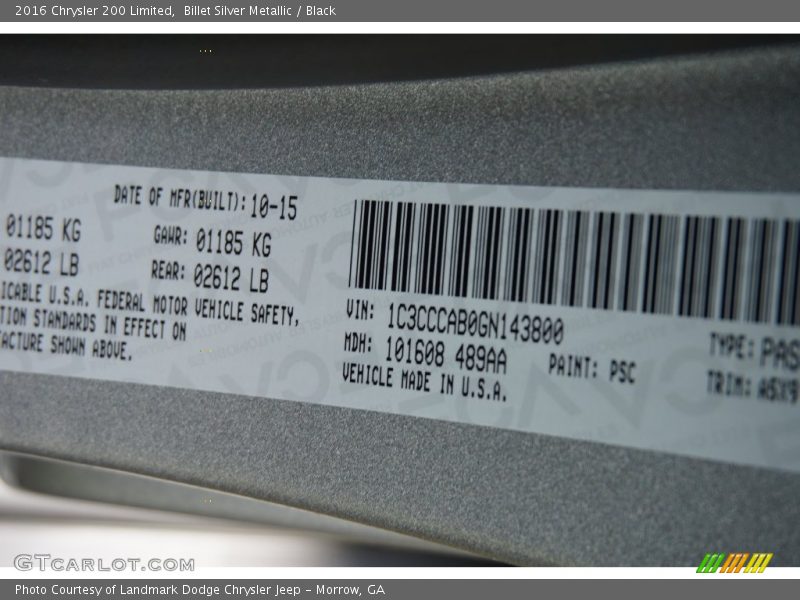 2016 Chrysler 200 Limited, Billet Silver Metallic / Black
DATE OF MFR(BUILT): 10-15
01185 KG GAWR: 01185 KG
02612 LB REAR: 02612 LB
ICABLE U.S.A. FEDERAL MOTOR VEHICLE SAFETY,
TION STANDARDS IN EFFECT ON
ACTURE SHOWN ABOVE.
VIN: 1C3CCCAB0GN143800
MDH: 101608 489AA PAINT: PSC TYPE: PAS
VEHICLE MADE IN U.S.A. TRIM: A5X9
GTCARLOT.COM
Photo Courtesy of Landmark Dodge Chrysler Jeep – Morrow, GA